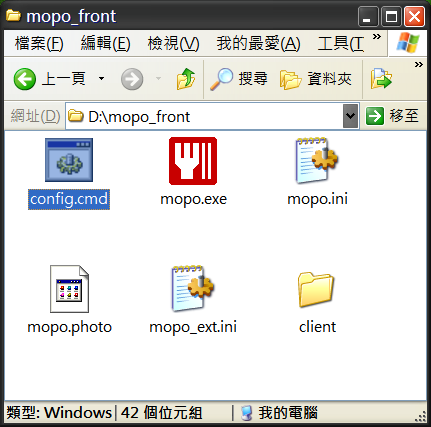 mopo_front
檔案(F) 編輯(E) 檢視(V) 我的最愛(A) 工具(T »
上一頁 搜尋 資料夾 »
網址(D) D:\mopo_front 移至
config.cmd mopo.exe mopo.ini
mopo.photo mopo_ext.ini client
類型: Windows 42 個位元組 我的電腦